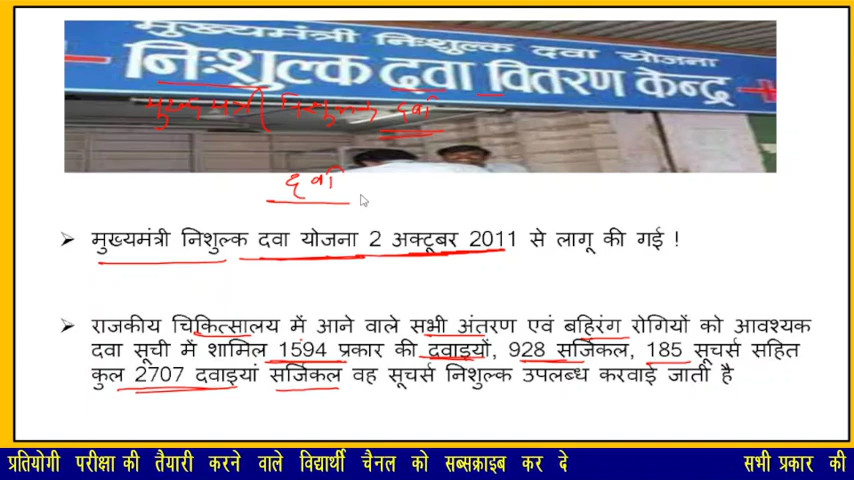 मुख्यमंत्री निःशुल्क दवा योजना
निःशुल्क दवा वितरण केन्द्र
मुख्यमंत्री निशुल्क दवा
दवा
➢ मुख्यमंत्री निशुल्क दवा योजना 2 अक्टूबर 2011 से लागू की गई !
➢ राजकीय चिकित्सालय में आने वाले सभी अंतरण एवं बहिरंग रोगियों को आवश्यक
दवा सूची में शामिल 1594 प्रकार की दवाइयों, 928 सर्जिकल, 185 सूचर्स सहित
कुल 2707 दवाइयां सर्जिकल वह सूचर्स निशुल्क उपलब्ध करवाई जाती है
प्रतियोगी परीक्षा की तैयारी करने वाले विद्यार्थी चैनल को सब्सक्राइब कर दे सभी प्रकार की